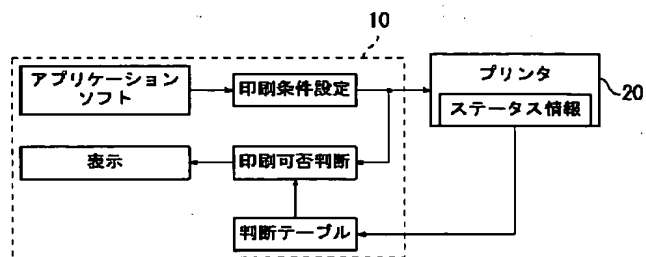 10
アプリケーション
ソフト
印刷条件設定
プリンタ
ステータス情報
20
表示
印刷可否判断
判断テーブル